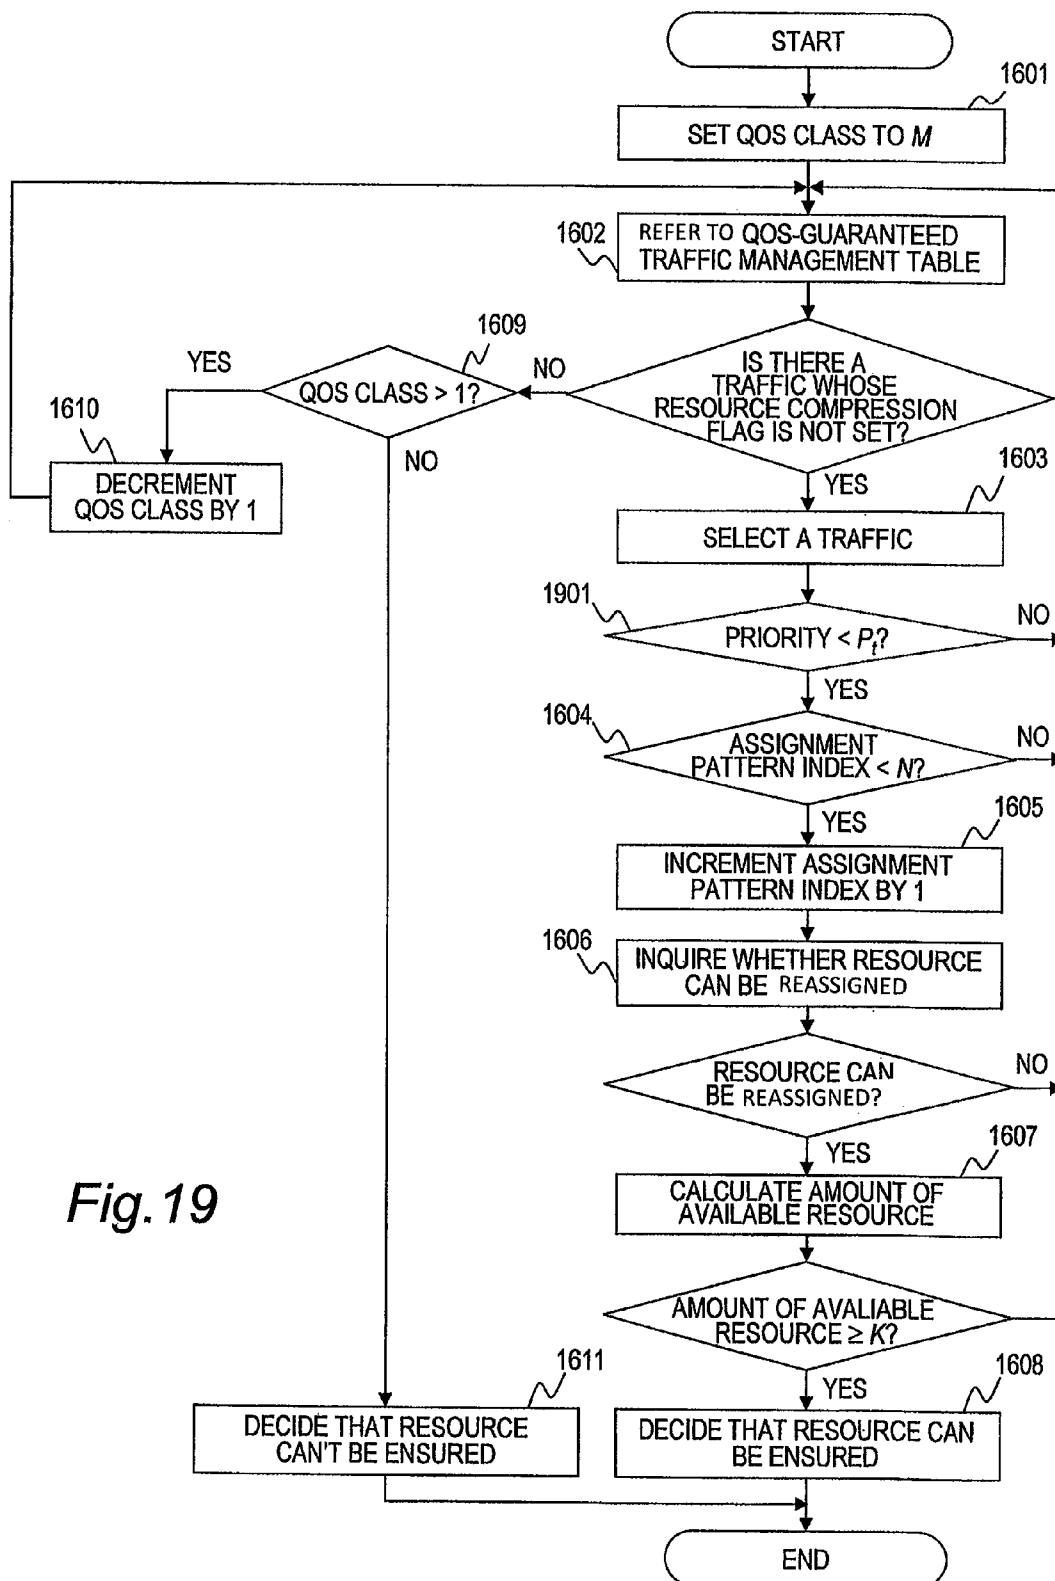 START
1601
SET QOS CLASS TO M
1602
REFER TO QOS-GUARANTEED
TRAFFIC MANAGEMENT TABLE
IS THERE A
TRAFFIC WHOSE
RESOURCE COMPRESSION
FLAG IS NOT SET?
NO
YES
1609
QOS CLASS > 1?
YES
NO
1610
DECREMENT
QOS CLASS BY 1
1603
SELECT A TRAFFIC
1901
PRIORITY < Pt?
NO
YES
1604
ASSIGNMENT
PATTERN INDEX < N?
NO
YES
1605
INCREMENT ASSIGNMENT
PATTERN INDEX BY 1
1606
INQUIRE WHETHER RESOURCE
CAN BE REASSIGNED
RESOURCE CAN
BE REASSIGNED?
NO
YES
1607
CALCULATE AMOUNT OF
AVAILABLE RESOURCE
Fig.19
AMOUNT OF AVALIABLE
RESOURCE ≥ K?
YES
1611
DECIDE THAT RESOURCE
CAN'T BE ENSURED
1608
DECIDE THAT RESOURCE CAN
BE ENSURED
END